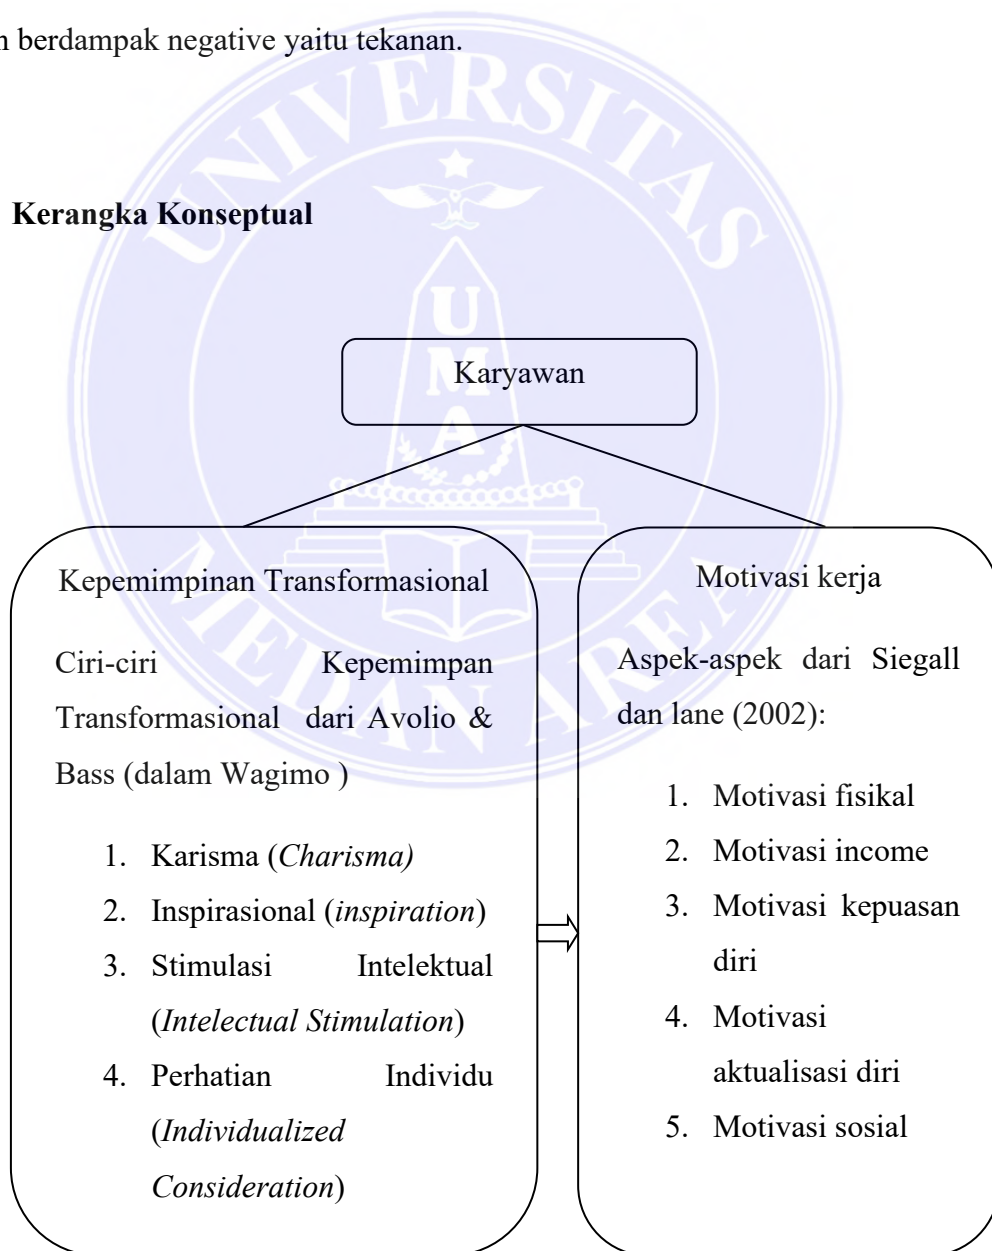 berdampak negative yaitu tekanan.
Kerangka Konseptual
UNIVERSITAS
MEDAN AREA
U
M
A
Karyawan
Kepemimpinan Transformasional
Ciri-ciri Kepemimpan
Transformasional dari Avolio &
Bass (dalam Wagimo )
1. Karisma (Charisma)
2. Inspirasional (inspiration)
3. Stimulasi Intelektual
(Intelectual Stimulation)
4. Perhatian Individu
(Individualized
Consideration)
Motivasi kerja
Aspek-aspek dari Siegall
dan lane (2002):
1. Motivasi fisikal
2. Motivasi income
3. Motivasi kepuasan
diri
4. Motivasi
aktualisasi diri
5. Motivasi sosial